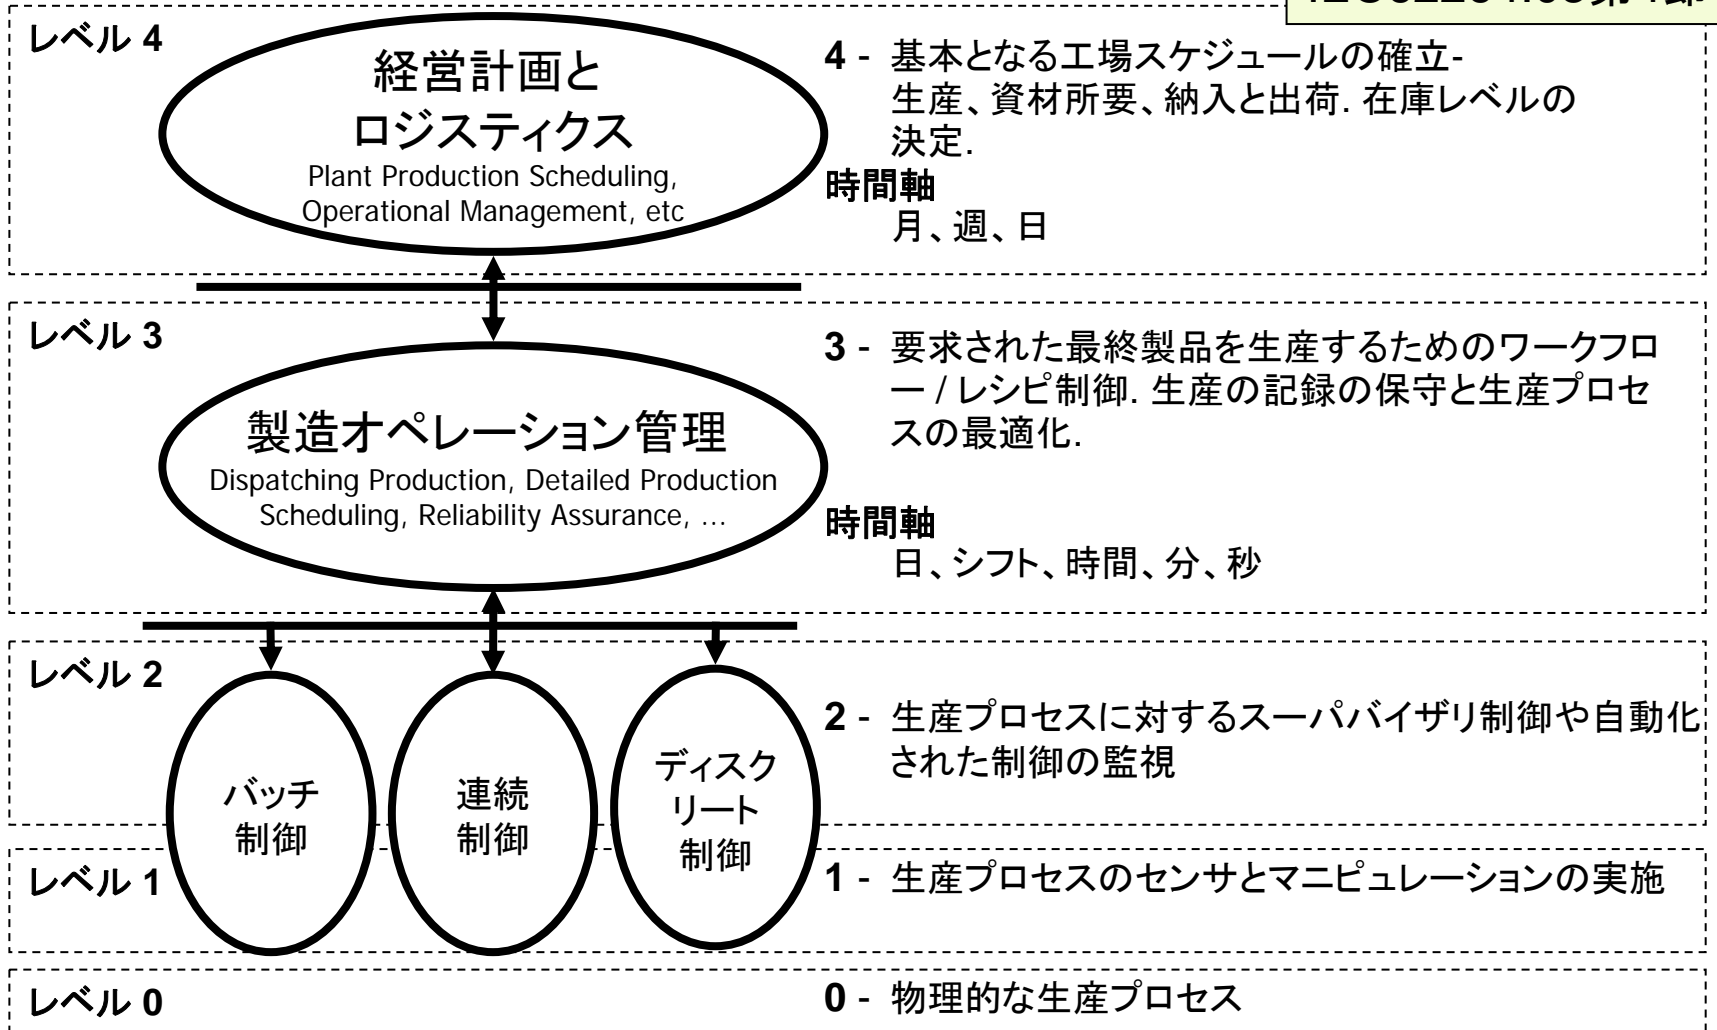 レベル 4
経営計画と
ロジスティクス
Plant Production Scheduling,
Operational Management, etc
4 - 基本となる工場スケジュールの確立-
生産、資材所要、納入と出荷. 在庫レベルの
決定.
時間軸
月、週、日
レベル 3
製造オペレーション管理
Dispatching Production, Detailed Production
Scheduling, Reliability Assurance, ...
3 - 要求された最終製品を生産するためのワークフロ
ー / レシピ制御. 生産の記録の保守と生産プロセ
スの最適化.
時間軸
日、シフト、時間、分、秒
レベル 2
バッチ
制御
連続
制御
ディスク
リート
制御
2 - 生産プロセスに対するスーパバイザリ制御や自動化
された制御の監視
レベル 1
1 - 生産プロセスのセンサとマニピュレーションの実施
レベル 0
0 - 物理的な生産プロセス